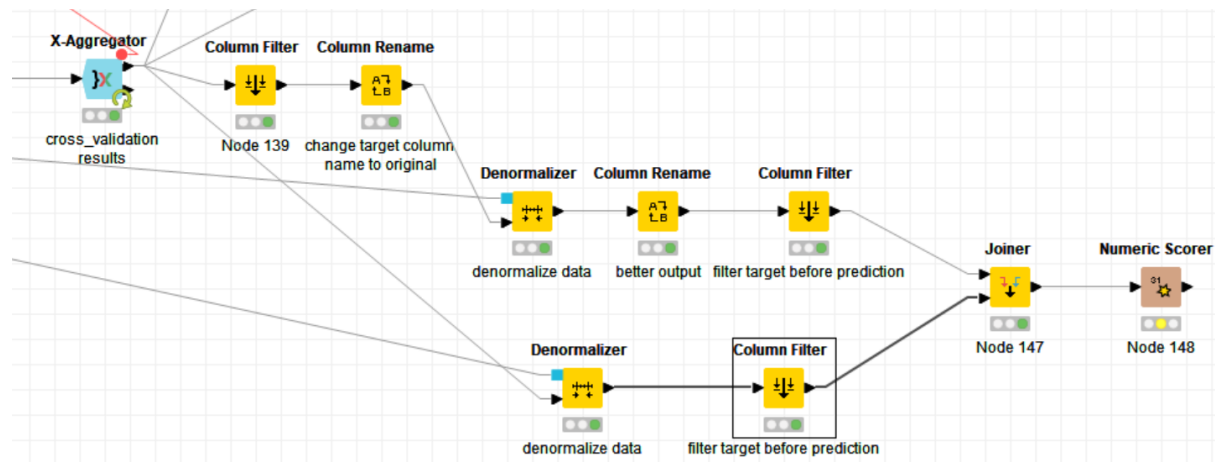 X-Aggregator
cross_validation
results
Column Filter
Node 139
Column Rename
A
B
change target column
name to original
Denormalizer
denormalize data
Column Rename
A
B
better output
Column Filter
filter target before prediction
Joiner
Node 147
Numeric Scorer
Node 148
Denormalizer
denormalize data
Column Filter
filter target before prediction